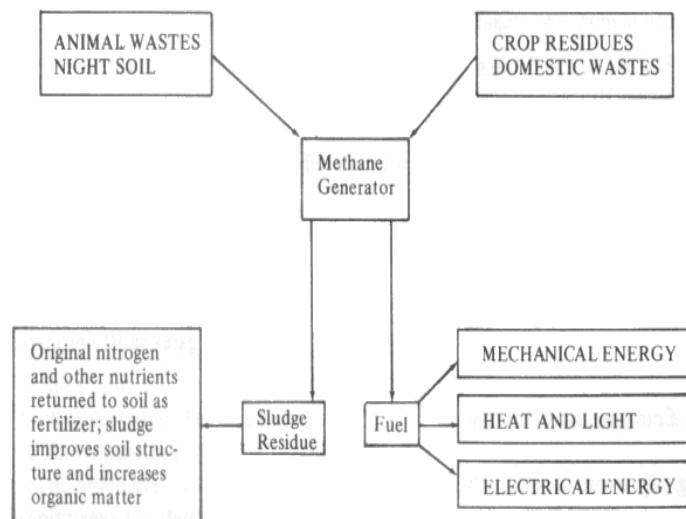 ANIMAL WASTES
NIGHT SOIL
CROP RESIDUES
DOMESTIC WASTES
Methane
Generator
Original nitrogen
and other nutrients
returned to soil as
fertilizer; sludge
improves soil struc-
ture and increases
organic matter
Sludge
Residue
Fuel
MECHANICAL ENERGY
HEAT AND LIGHT
ELECTRICAL ENERGY